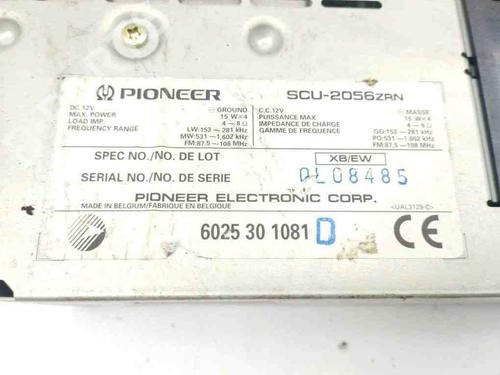 PIONEER SCU-2056ZRN
DC.12V ⊖GROUND C.C.12V ⊖MASSE
MAX. POWER 15 W×4 PUISSANCE MAX. 15 W×4
LOAD IMP. 4～8Ω IMPEDANCE DE CHARGE 4～8Ω
FREQUENCY RANGE LW:153～281 kHz GAMME DE FREQUENCE GO:153～281 kHz
MW:531～1,602 kHz PO:531～1,602 kHz
FM:87.5～108 MHz FM:87.5～108 MHz
SPEC NO./NO. DE LOT XB/EW
SERIAL NO./NO. DE SERIE DL08485
PIONEER ELECTRONIC CORP.
MADE IN BELGIUM/FABRIQUE EN BELGIQUE <UAL3129-C>
6025 30 1081 D CE